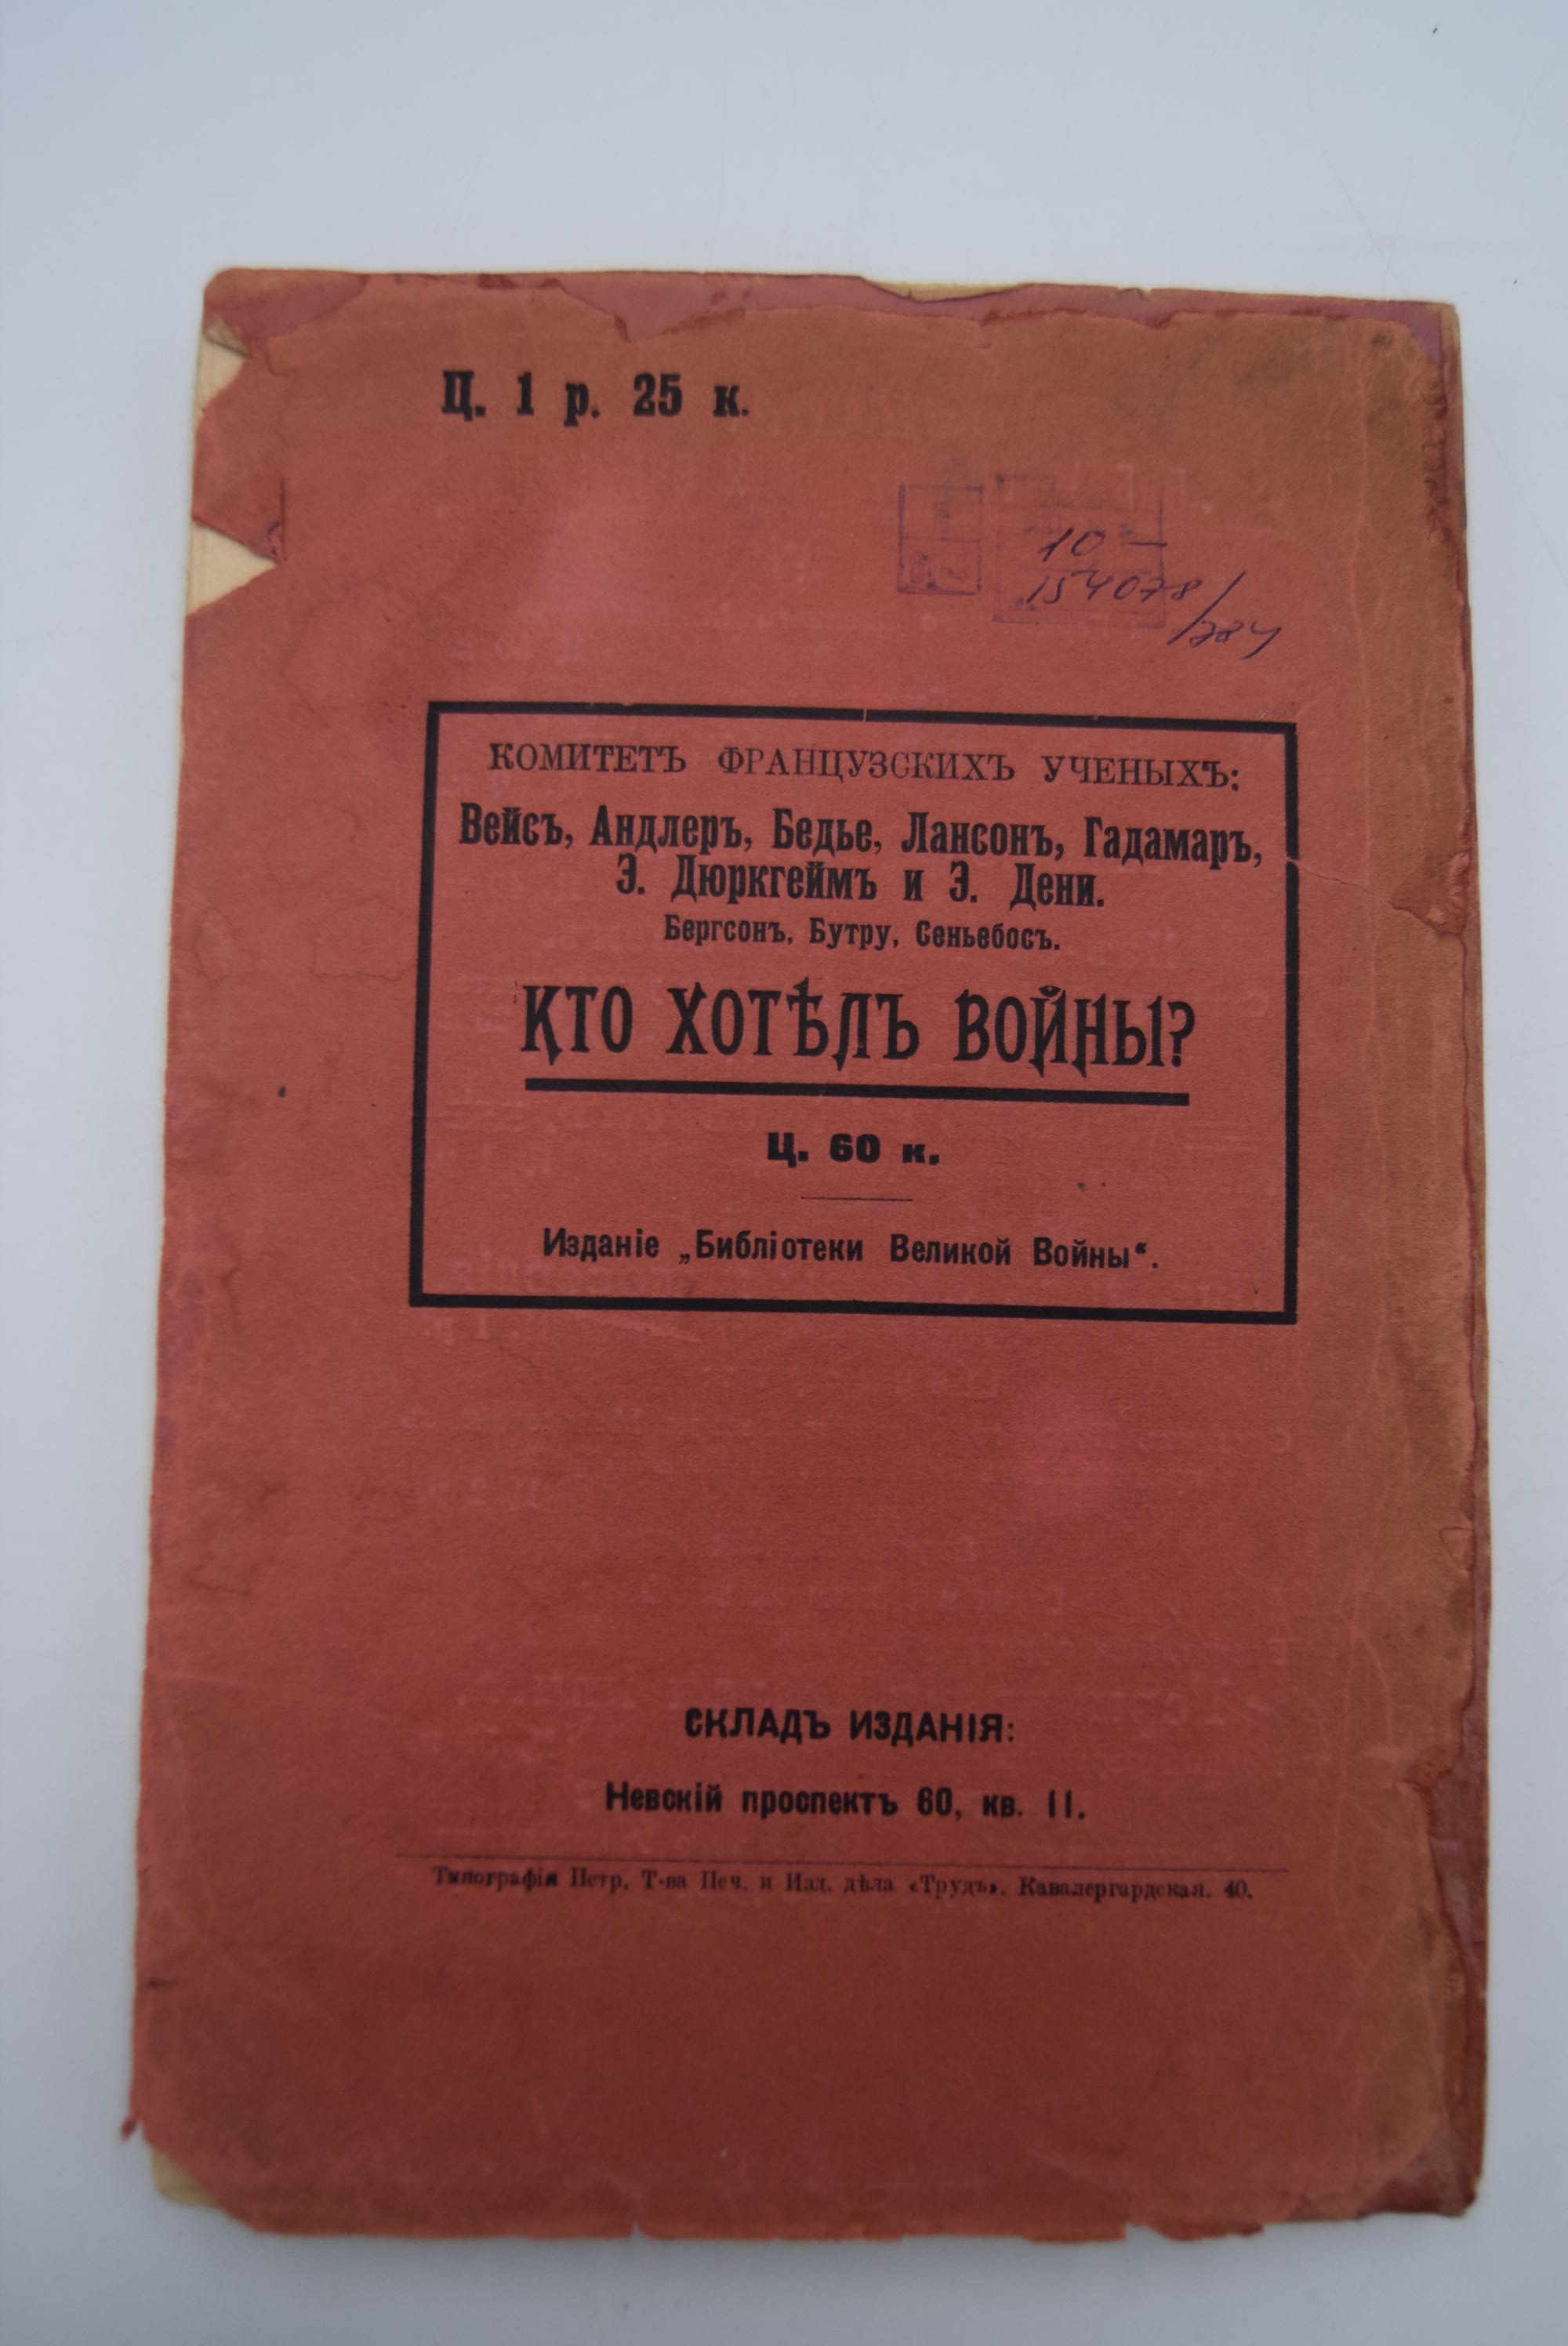 Ц. 1 р. 25 к.
10 —
154078/
КОМИТЕТЪ ФРАНЦУЗСКИХЪ УЧЕНЫХЪ:
Вейсъ, Андлеръ, Бедье, Лансонъ, Гадамаръ,
Э. Дюркгеймъ и Э. Дени.
Бергсонъ, Бутру, Сеньебосъ.
КТО ХОТѢЛЪ ВОЙНЫ?
Ц. 60 к.
Изданіе „Библіотеки Великой Войны“.
СКЛАДЪ ИЗДАНІЯ:
Невскій проспектъ 60, кв. 11.
Типографія Петр. Т-ва Печ. и Изд. дѣла «Трудъ». Кавалергардская, 40.